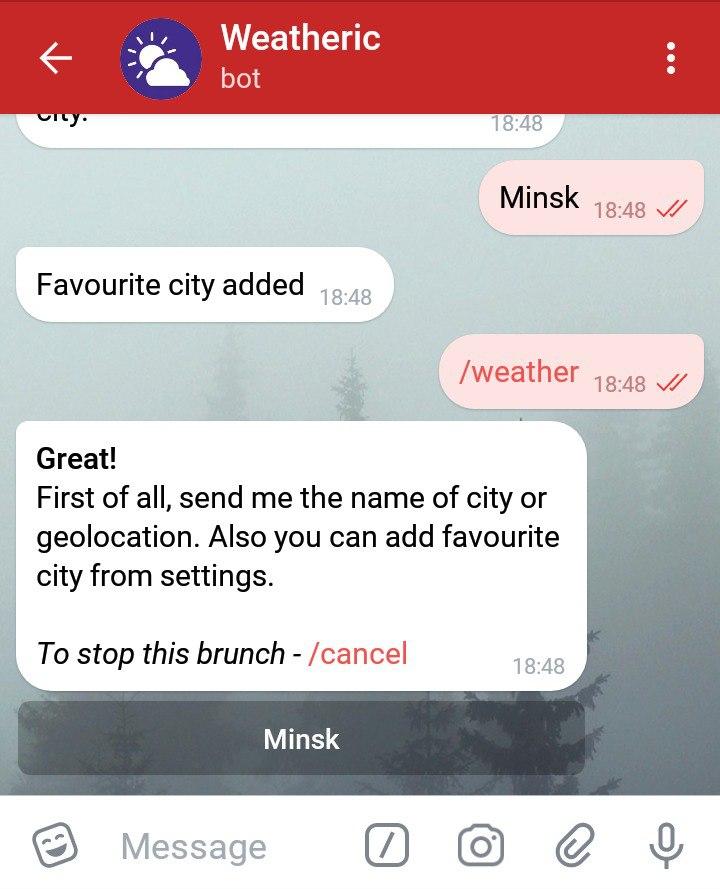 Weatheric
bot
city.
18:48
Minsk 18:48
Favourite city added 18:48
/weather 18:48
Great!
First of all, send me the name of city or
geolocation. Also you can add favourite
city from settings.
To stop this brunch - /cancel
18:48
Minsk
Message